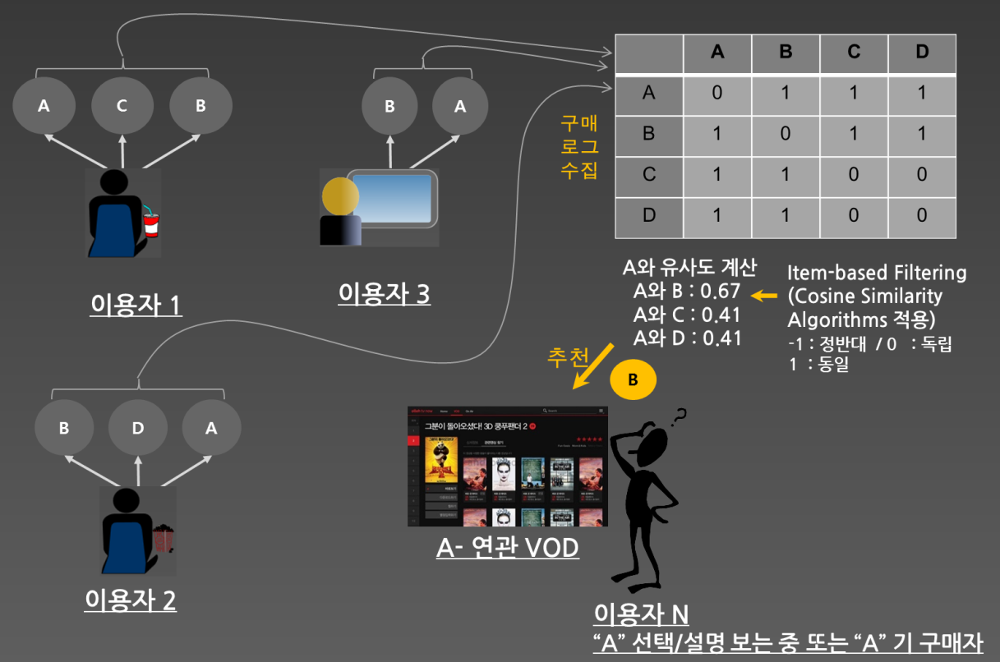 A C B
B A
이용자 1
이용자 3
구매
로그
수집
A B C D
A 0 1 1 1
B 1 0 1 1
C 1 1 0 0
D 1 1 0 0
A와 유사도 계산
A와 B : 0.67
A와 C : 0.41
A와 D : 0.41
Item-based Filtering
(Cosine Similarity
Algorithms 적용)
-1 : 정반대 / 0 : 독립
1 : 동일
추천
B
B D A
이용자 2
그분이 돌아오셨다! 3D 쿵푸팬더 2
A- 연관 VOD
?
이용자 N
“A” 선택/설명 보는 중 또는 “A” 기 구매자